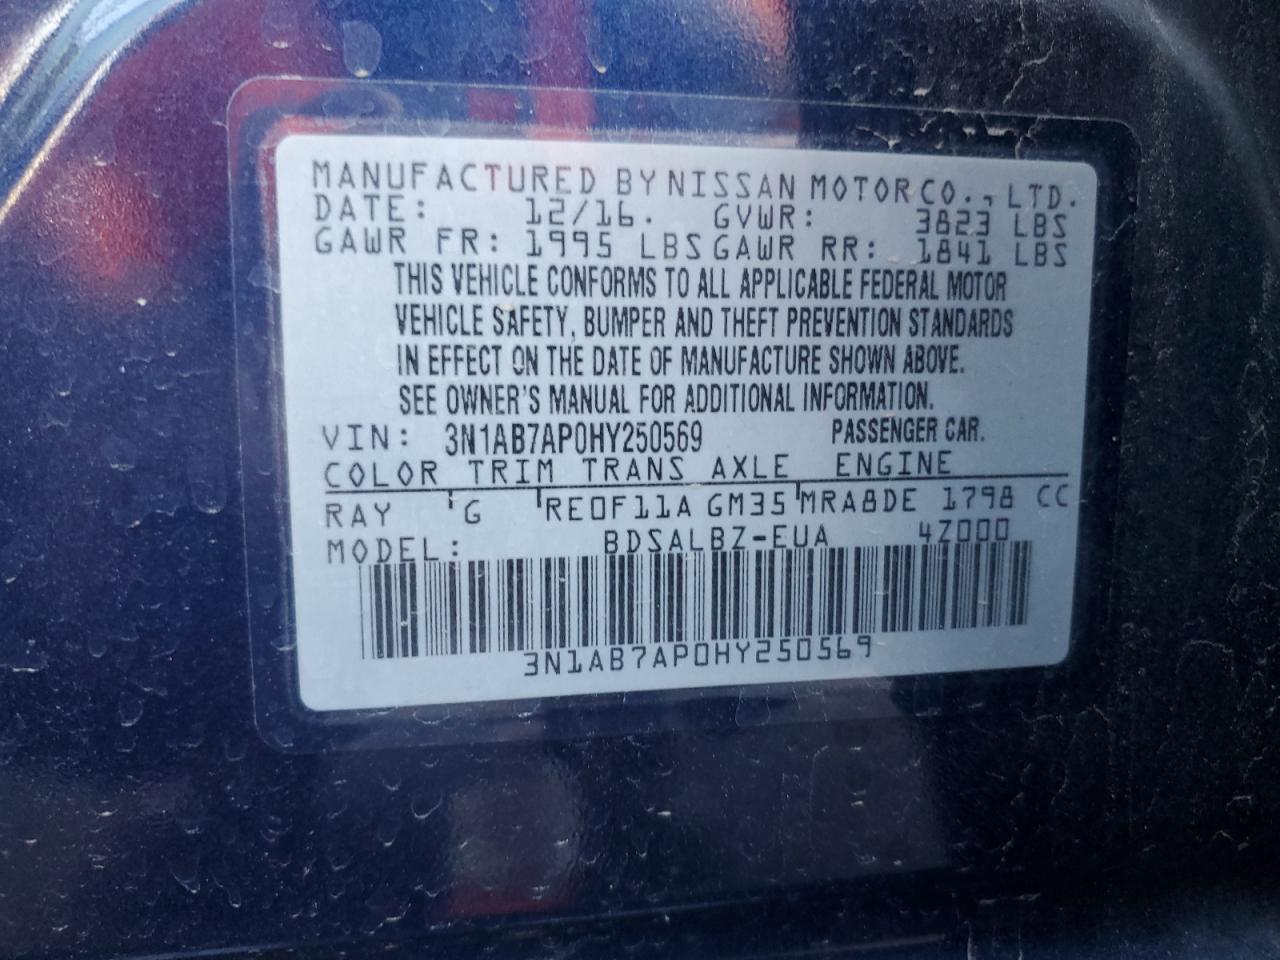 MANUFACTURED BY NISSAN MOTOR CO., LTD.
DATE: 12/16. GVWR: 3823 LBS
GAWR FR: 1995 LBS GAWR RR: 1841 LBS
THIS VEHICLE CONFORMS TO ALL APPLICABLE FEDERAL MOTOR
VEHICLE SAFETY, BUMPER AND THEFT PREVENTION STANDARDS
IN EFFECT ON THE DATE OF MANUFACTURE SHOWN ABOVE.
SEE OWNER'S MANUAL FOR ADDITIONAL INFORMATION.
VIN: 3N1AB7AP0HY250569 PASSENGER CAR.
COLOR TRIM TRANS AXLE ENGINE
RAY G RE0F11A GM35 MRA8DE 1798 CC
MODEL: BDSALBZ-EUA 4Z000
3N1AB7AP0HY250569